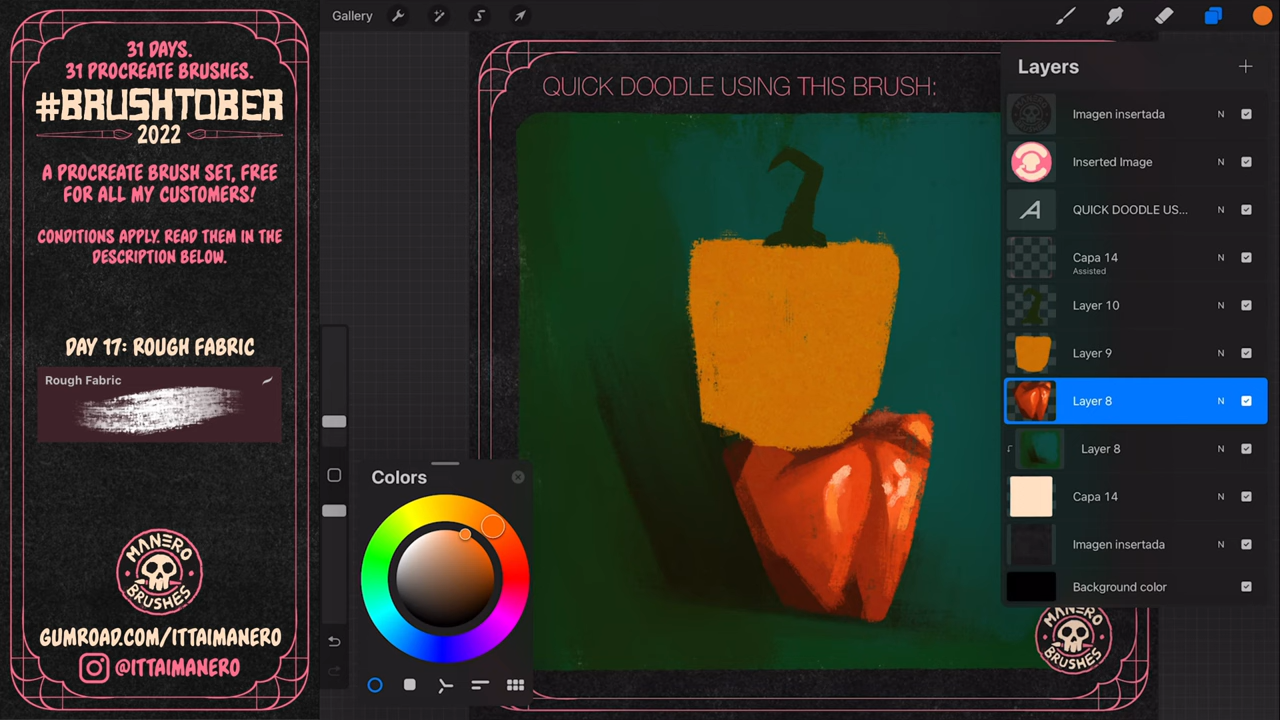 31 DAYS.
31 PROCREATE BRUSHES.
#BRUSHTOBER
2022
A PROCREATE BRUSH SET, FREE
FOR ALL MY CUSTOMERS!
CONDITIONS APPLY. READ THEM IN THE
DESCRIPTION BELOW.
DAY 17: ROUGH FABRIC
Rough Fabric
MANERO
BRUSHES
GUMROAD.COM/ITTAIMANERO
@ITTAIMANERO
Gallery
QUICK DOODLE USING THIS BRUSH:
Colors
Layers
Imagen insertada N
Inserted Image N
A QUICK DOODLE US... N
Capa 14 N
Assisted
Layer 10 N
Layer 9 N
Layer 8 N
Layer 8 N
Capa 14 N
Imagen insertada N
Background color
MANERO
BRUSHES